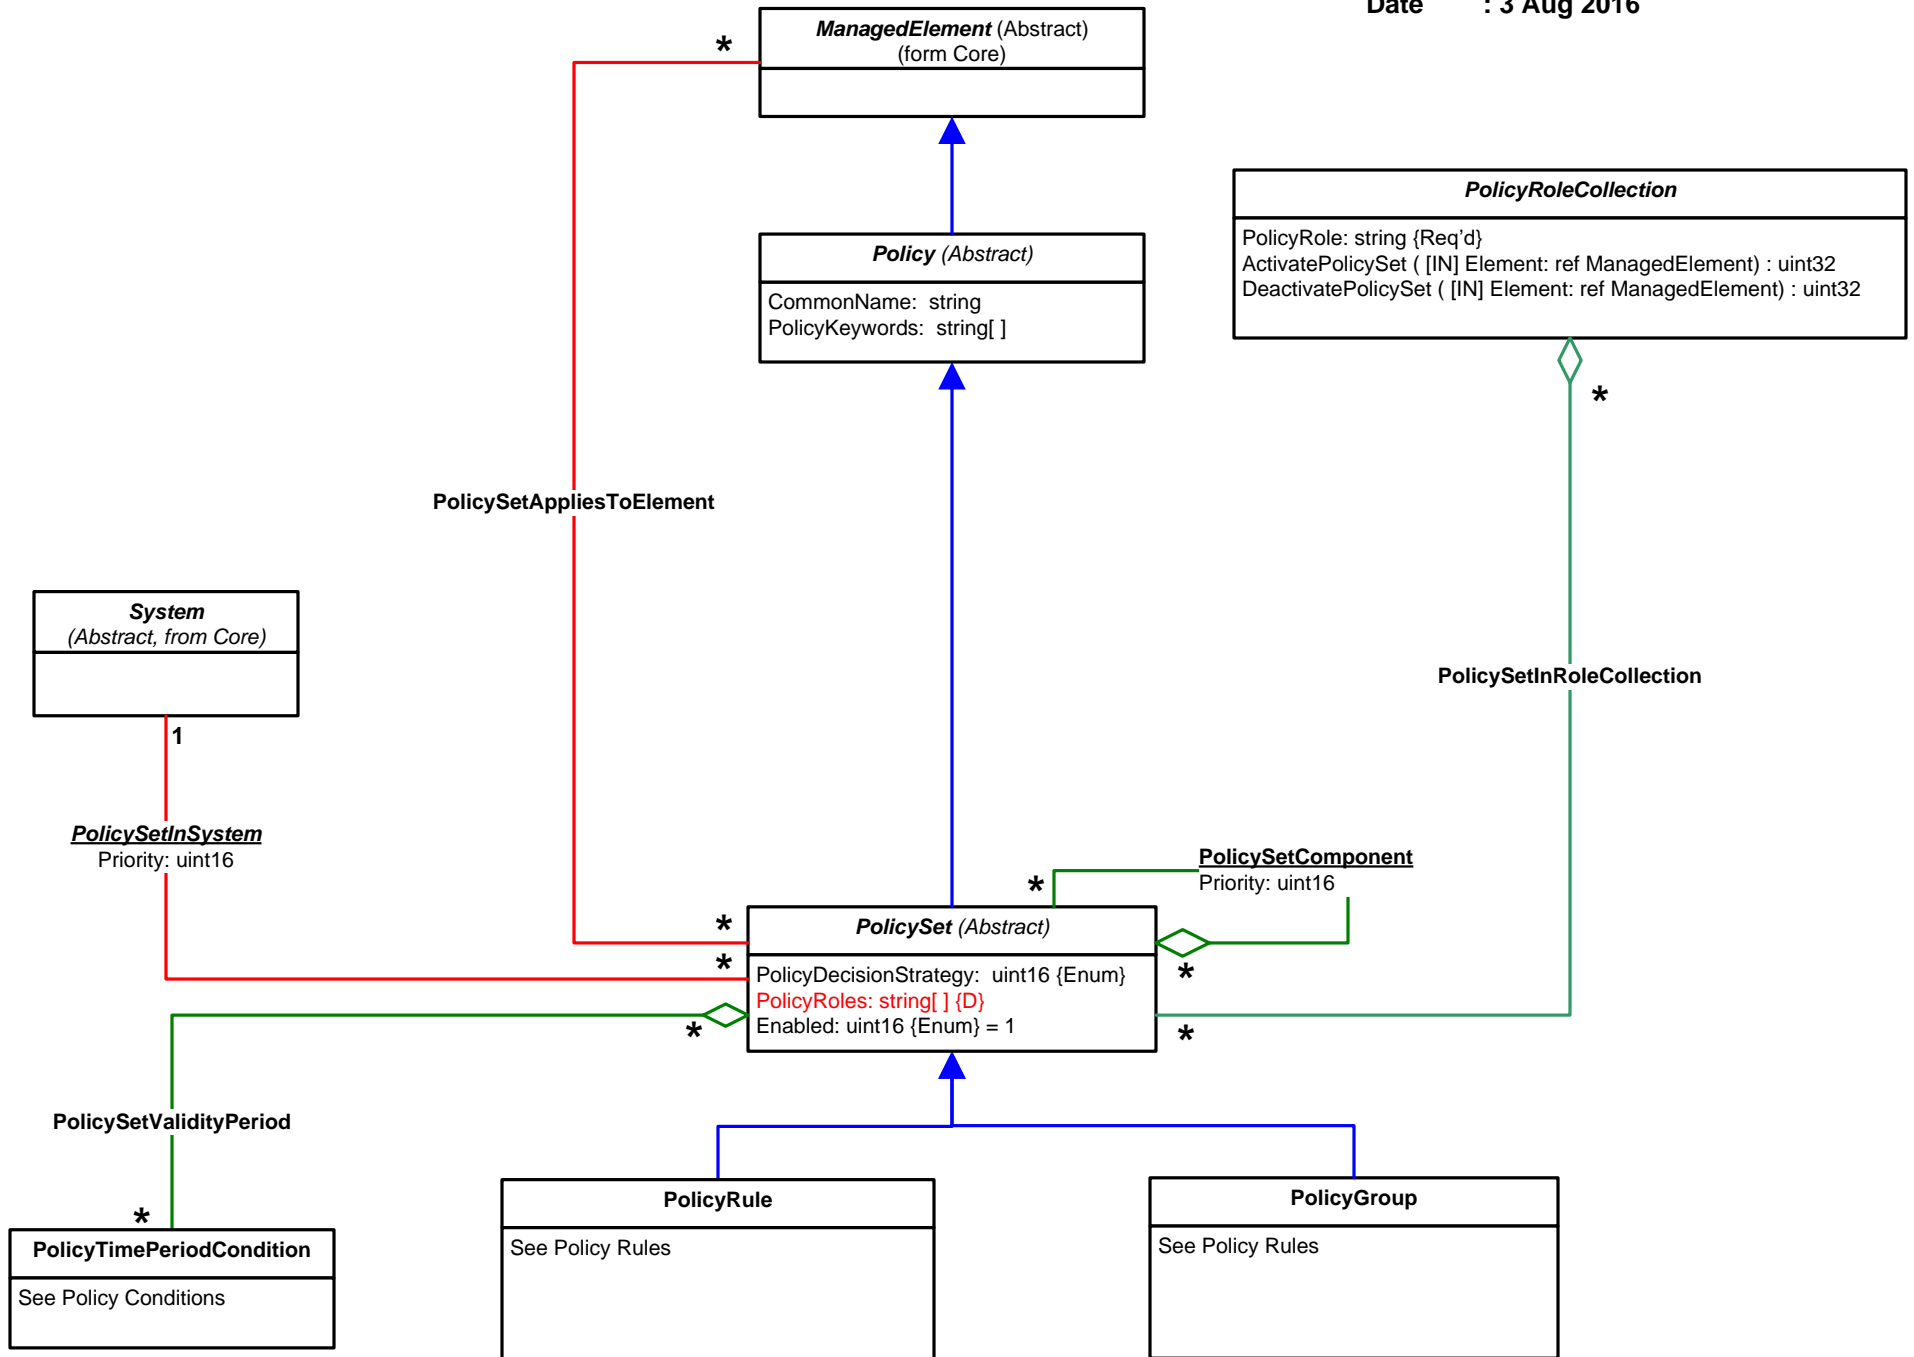 Date : 3 Aug 2016
ManagedElement (Abstract)
(form Core)
*
PolicyRoleCollection
PolicyRole: string {Req'd}
ActivatePolicySet ( [IN] Element: ref ManagedElement) : uint32
DeactivatePolicySet ( [IN] Element: ref ManagedElement) : uint32
*
Policy (Abstract)
CommonName: string
PolicyKeywords: string[ ]
PolicySetAppliesToElement
System
(Abstract, from Core)
1
PolicySetInRoleCollection
PolicySetInSystem
Priority: uint16
PolicySetComponent
Priority: uint16
*
*
*
PolicySet (Abstract)
PolicyDecisionStrategy: uint16 {Enum}
PolicyRoles: string[ ] {D}
Enabled: uint16 {Enum} = 1
*
*
*
PolicySetValidityPeriod
*
PolicyTimePeriodCondition
See Policy Conditions
PolicyRule
See Policy Rules
PolicyGroup
See Policy Rules